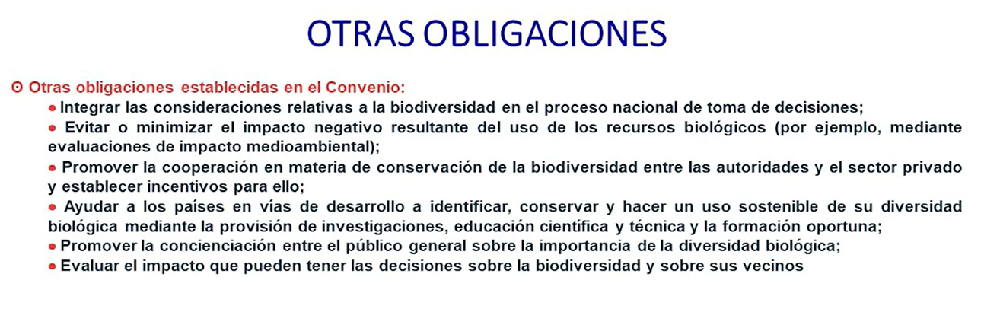 OTRAS OBLIGACIONES
⊙ Otras obligaciones establecidas en el Convenio:
• Integrar las consideraciones relativas a la biodiversidad en el proceso nacional de toma de decisiones;
• Evitar o minimizar el impacto negativo resultante del uso de los recursos biológicos (por ejemplo, mediante
evaluaciones de impacto medioambiental);
• Promover la cooperación en materia de conservación de la biodiversidad entre las autoridades y el sector privado
y establecer incentivos para ello;
• Ayudar a los países en vías de desarrollo a identificar, conservar y hacer un uso sostenible de su diversidad
biológica mediante la provisión de investigaciones, educación científica y técnica y la formación oportuna;
• Promover la concienciación entre el público general sobre la importancia de la diversidad biológica;
• Evaluar el impacto que pueden tener las decisiones sobre la biodiversidad y sobre sus vecinos